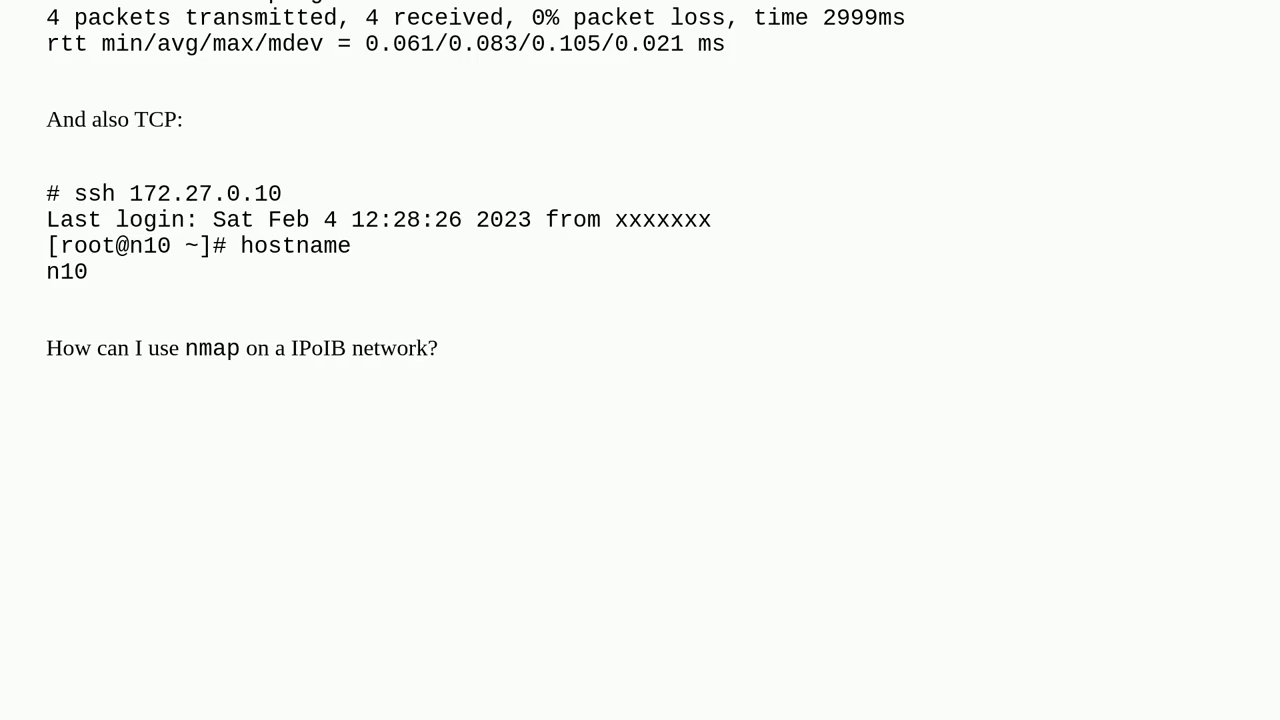 4 packets transmitted, 4 received, 0% packet loss, time 2999ms
rtt min/avg/max/mdev = 0.061/0.083/0.105/0.021 ms
And also TCP:
# ssh 172.27.0.10
Last login: Sat Feb 4 12:28:26 2023 from xxxxxxx
[root@n10 ~]# hostname
n10
How can I use nmap on a IPoIB network?